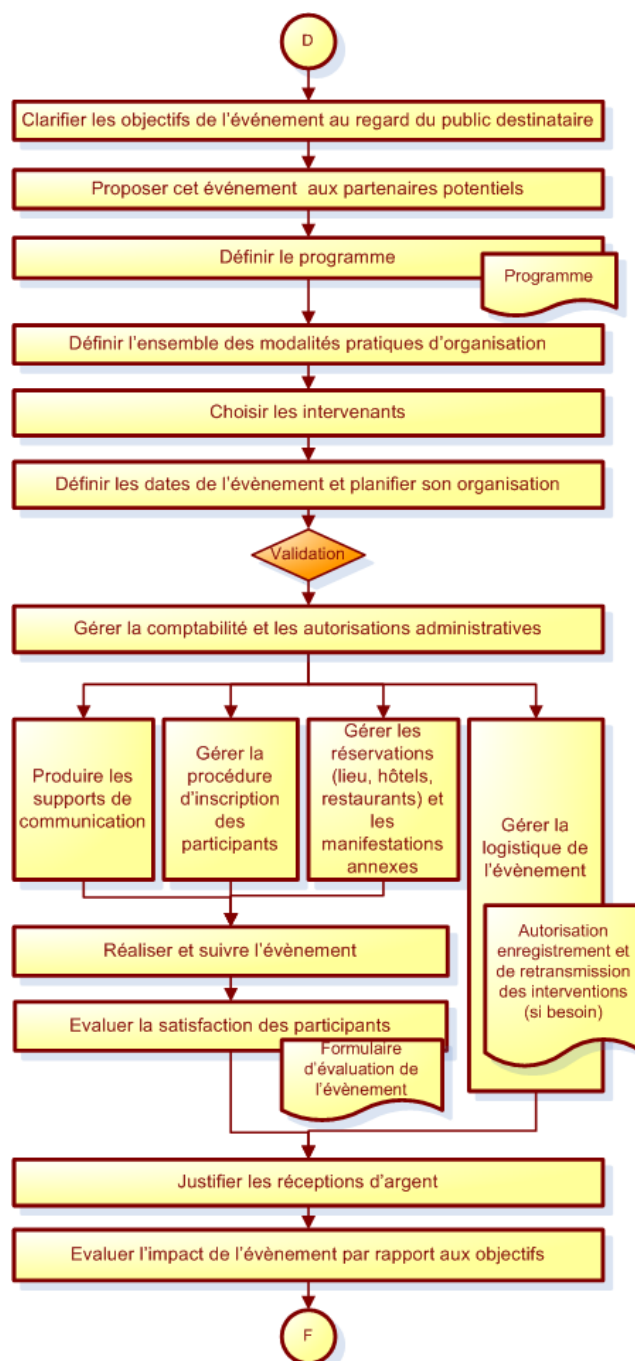 D
Clarifier les objectifs de l'événement au regard du public destinataire
Proposer cet événement aux partenaires potentiels
Définir le programme
Programme
Définir l'ensemble des modalités pratiques d'organisation
Choisir les intervenants
Définir les dates de l'évènement et planifier son organisation
Validation
Gérer la comptabilité et les autorisations administratives
Produire les
supports de
communication
Gérer la
procédure
d'inscription
des
participants
Gérer les
réservations
(lieu, hôtels,
restaurants) et
les
manifestations
annexes
Gérer la
logistique de
l'évènement
Autorisation
enregistrement et
de retransmission
des interventions
(si besoin)
Réaliser et suivre l'évènement
Evaluer la satisfaction des participants
Formulaire
d'évaluation de
l'évènement
Justifier les réceptions d'argent
Evaluer l'impact de l'évènement par rapport aux objectifs
F